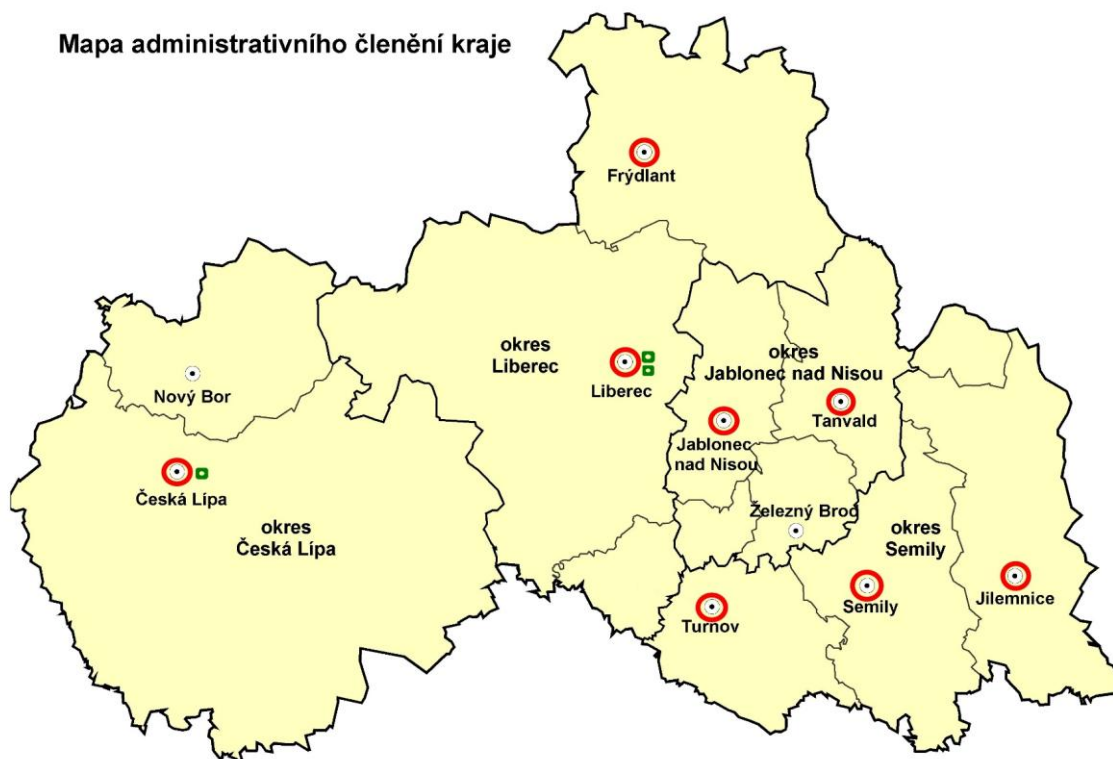 Mapa administrativního členění kraje
Frýdlant
okres
Liberec
okres
Jablonec nad Nisou
Liberec
Nový Bor
Tanvald
Jablonec
nad Nisou
Česká Lípa
Železný Brod
okres
Česká Lípa
okres
Semily
Semily
Jilemnice
Turnov